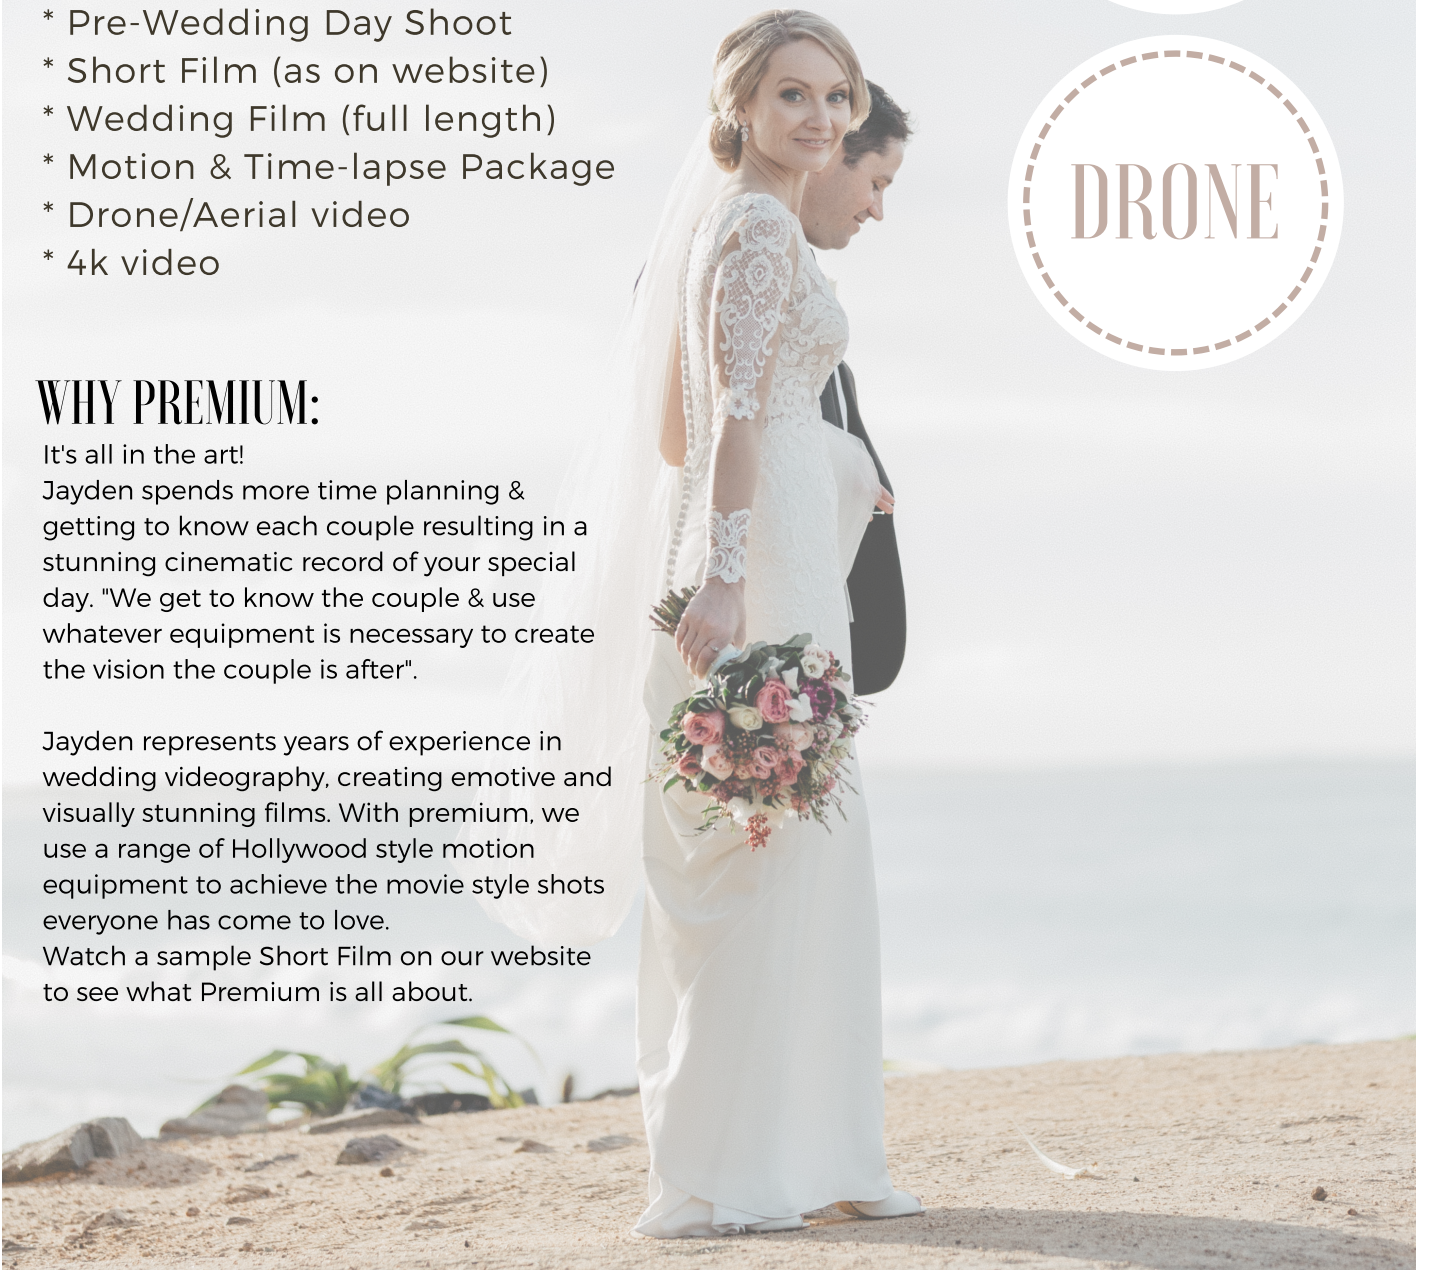 * Pre-Wedding Day Shoot
* Short Film (as on website)
* Wedding Film (full length)
* Motion & Time-lapse Package
* Drone/Aerial video
* 4k video
DRONE
WHY PREMIUM:
It's all in the art!
Jayden spends more time planning &
getting to know each couple resulting in a
stunning cinematic record of your special
day. "We get to know the couple & use
whatever equipment is necessary to create
the vision the couple is after".
Jayden represents years of experience in
wedding videography, creating emotive and
visually stunning films. With premium, we
use a range of Hollywood style motion
equipment to achieve the movie style shots
everyone has come to love.
Watch a sample Short Film on our website
to see what Premium is all about.